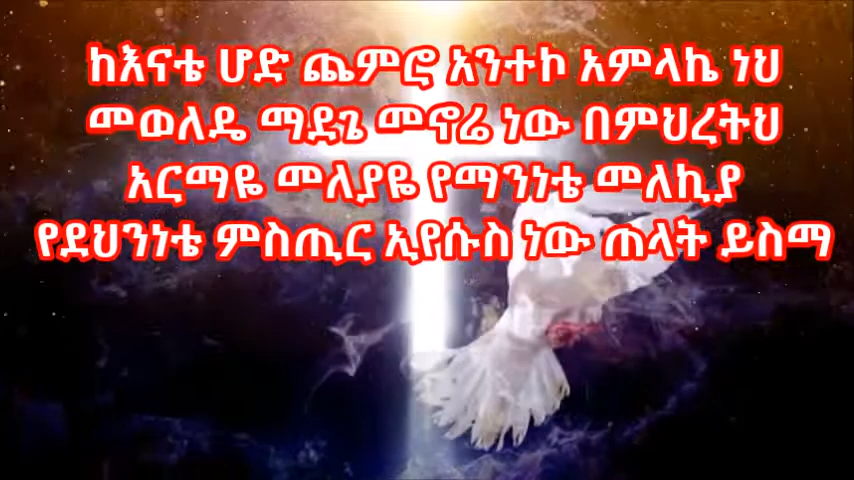 ከእናቴ ሆድ ጨምሮ አንተኮ አምላኬ ነህ
መወለዴ ማደጌ መኖሬ ነው በምህረትህ
አርማዬ መለያዬ የማንነቴ መለኪያ
የደህንነቴ ምስጢር ኢየሱስ ነው ጠላት ይስማ